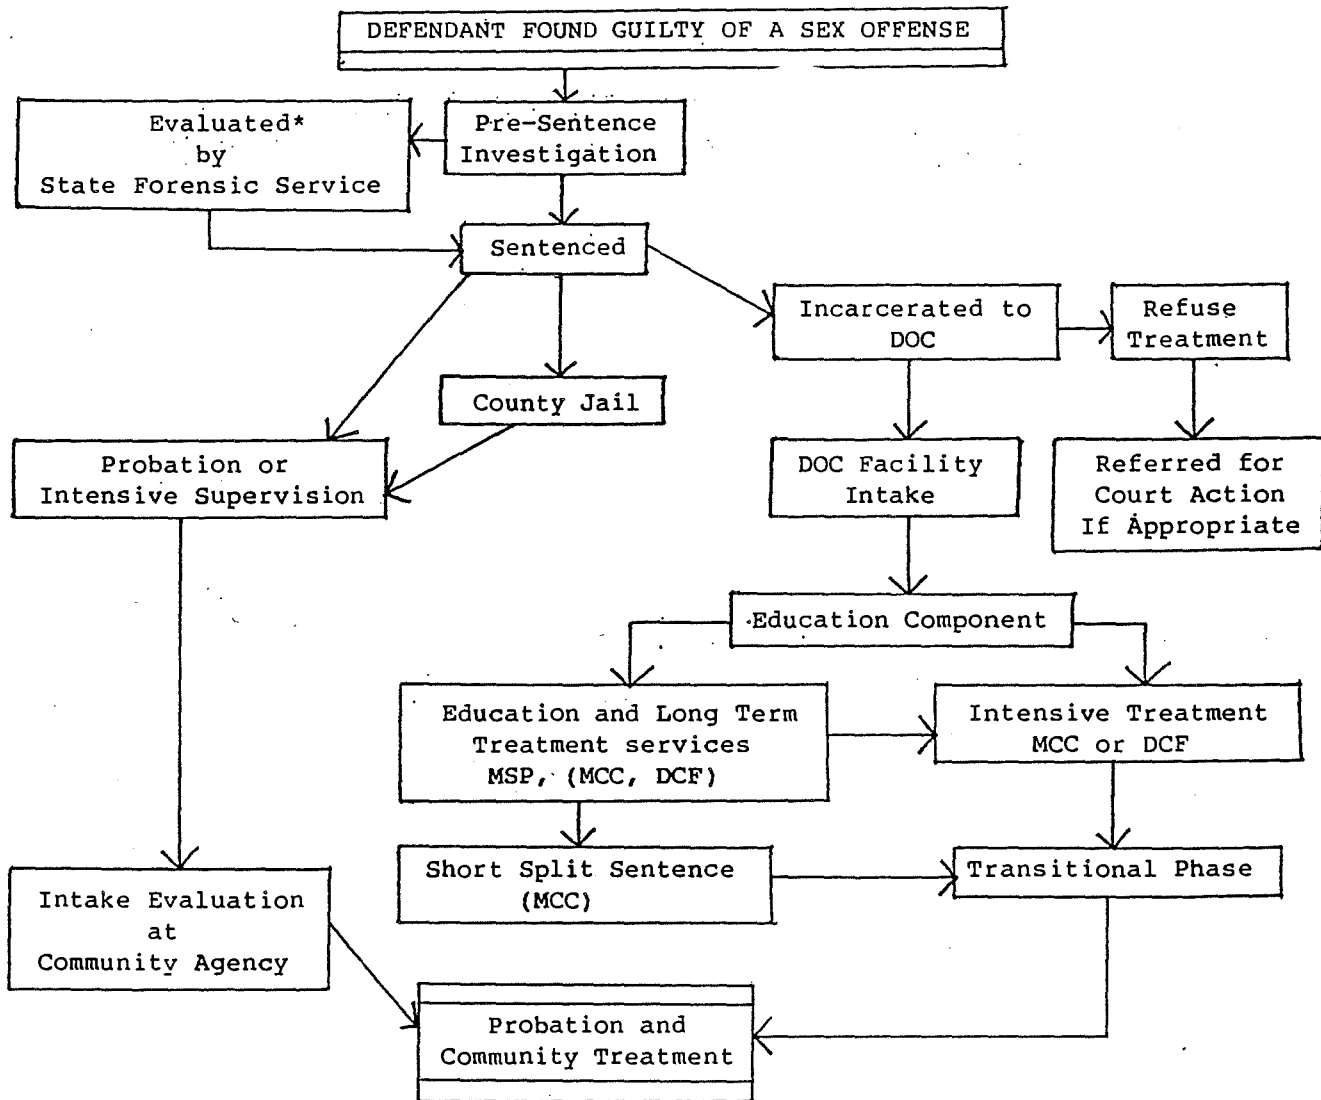 DEFENDANT FOUND GUILTY OF A SEX OFFENSE
Evaluated*
by
State Forensic Service
Pre-Sentence
Investigation
Sentenced
Incarcerated to
DOC
Refuse
Treatment
County Jail
Probation or
Intensive Supervision
DOC Facility
Intake
Referred for
Court Action
If Appropriate
Education Component
Education and Long Term
Treatment services
MSP, (MCC, DCF)
Intensive Treatment
MCC or DCF
Short Split Sentence
(MCC)
Transitional Phase
Intake Evaluation
at
Community Agency
Probation and
Community Treatment